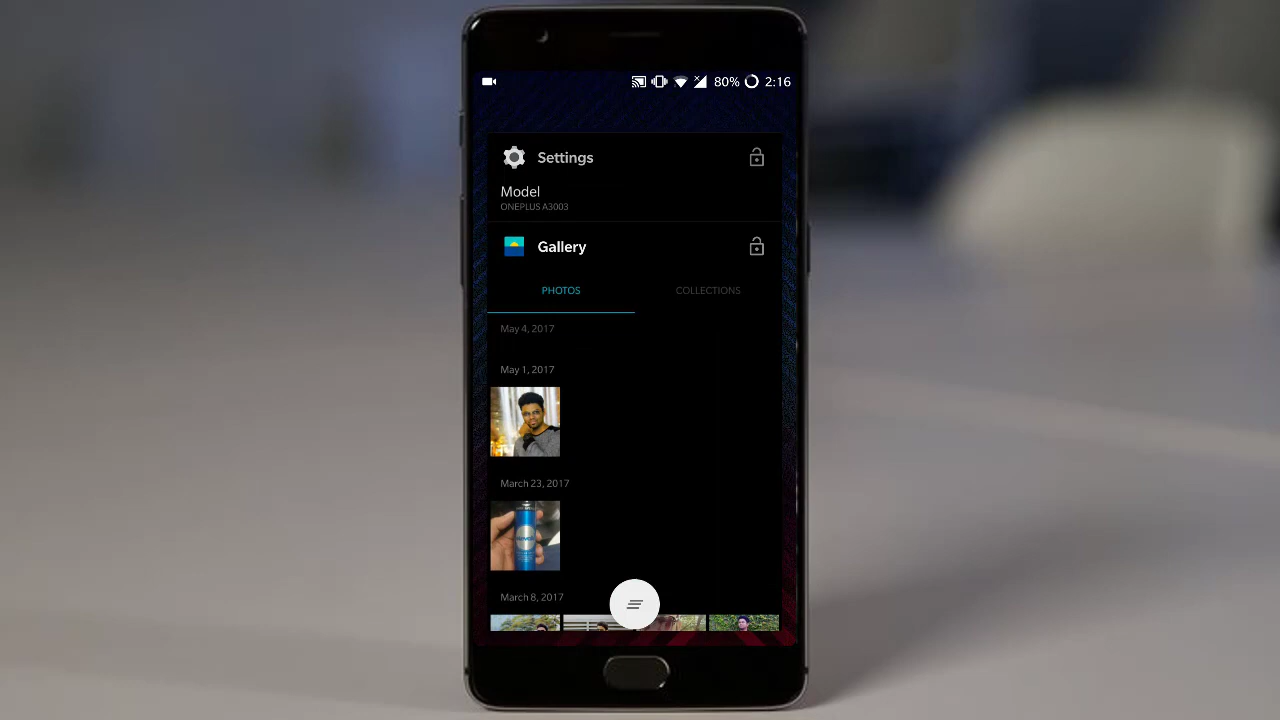 80% 2:16
Settings
Model
ONEPLUS A3003
Gallery
PHOTOS COLLECTIONS
May 4, 2017
May 1, 2017
March 23, 2017
March 8, 2017